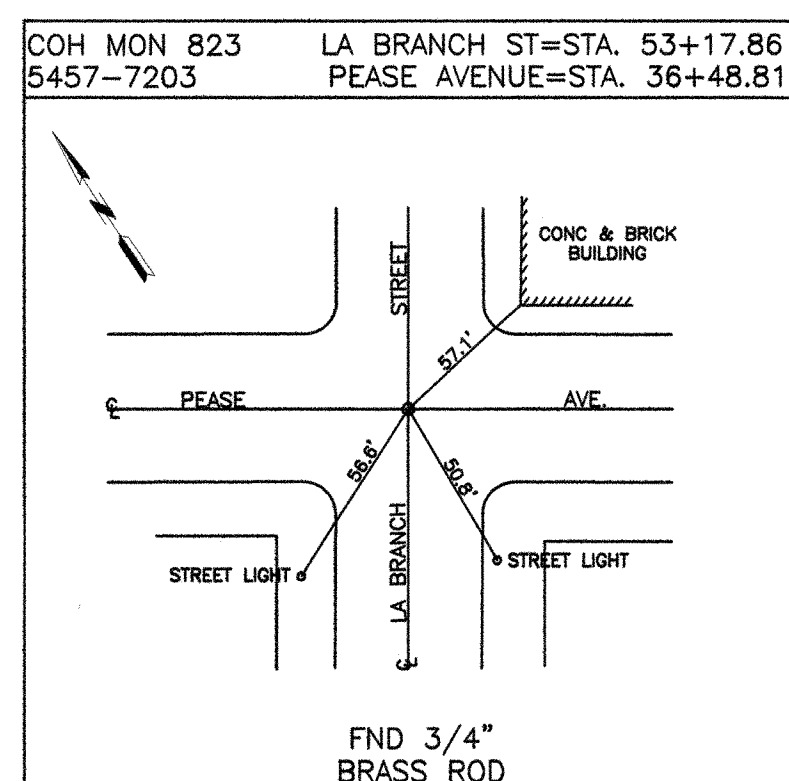 COH MON 823 LA BRANCH ST=STA. 53+17.86
5457-7203 PEASE AVENUE=STA. 36+48.81
CONC & BRICK
BUILDING
STREET
57.1'
℄ PEASE AVE.
56.6'
50.8'
LA BRANCH
STREET LIGHT
STREET LIGHT
℄
FND 3/4"
BRASS ROD